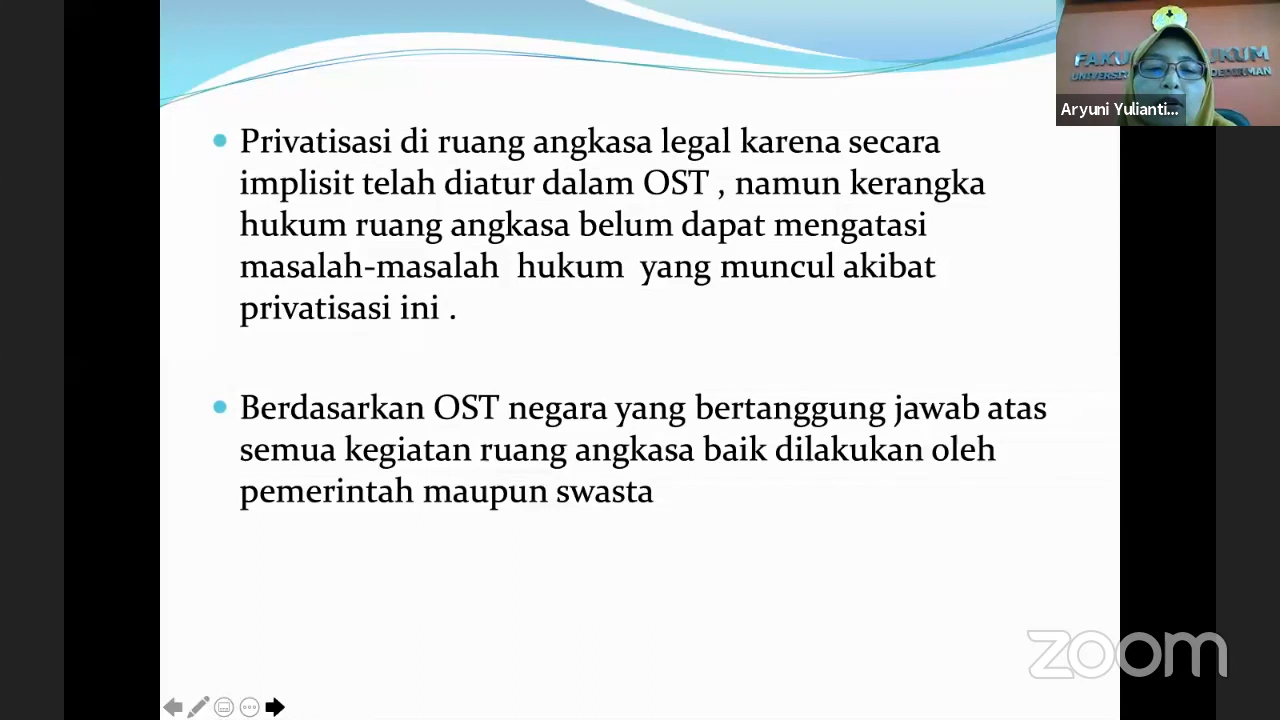 Privatisasi di ruang angkasa legal karena secara
implisit telah diatur dalam OST , namun kerangka
hukum ruang angkasa belum dapat mengatasi
masalah-masalah hukum yang muncul akibat
privatisasi ini .
Berdasarkan OST negara yang bertanggung jawab atas
semua kegiatan ruang angkasa baik dilakukan oleh
pemerintah maupun swasta
Aryuni Yulianti...
zoom